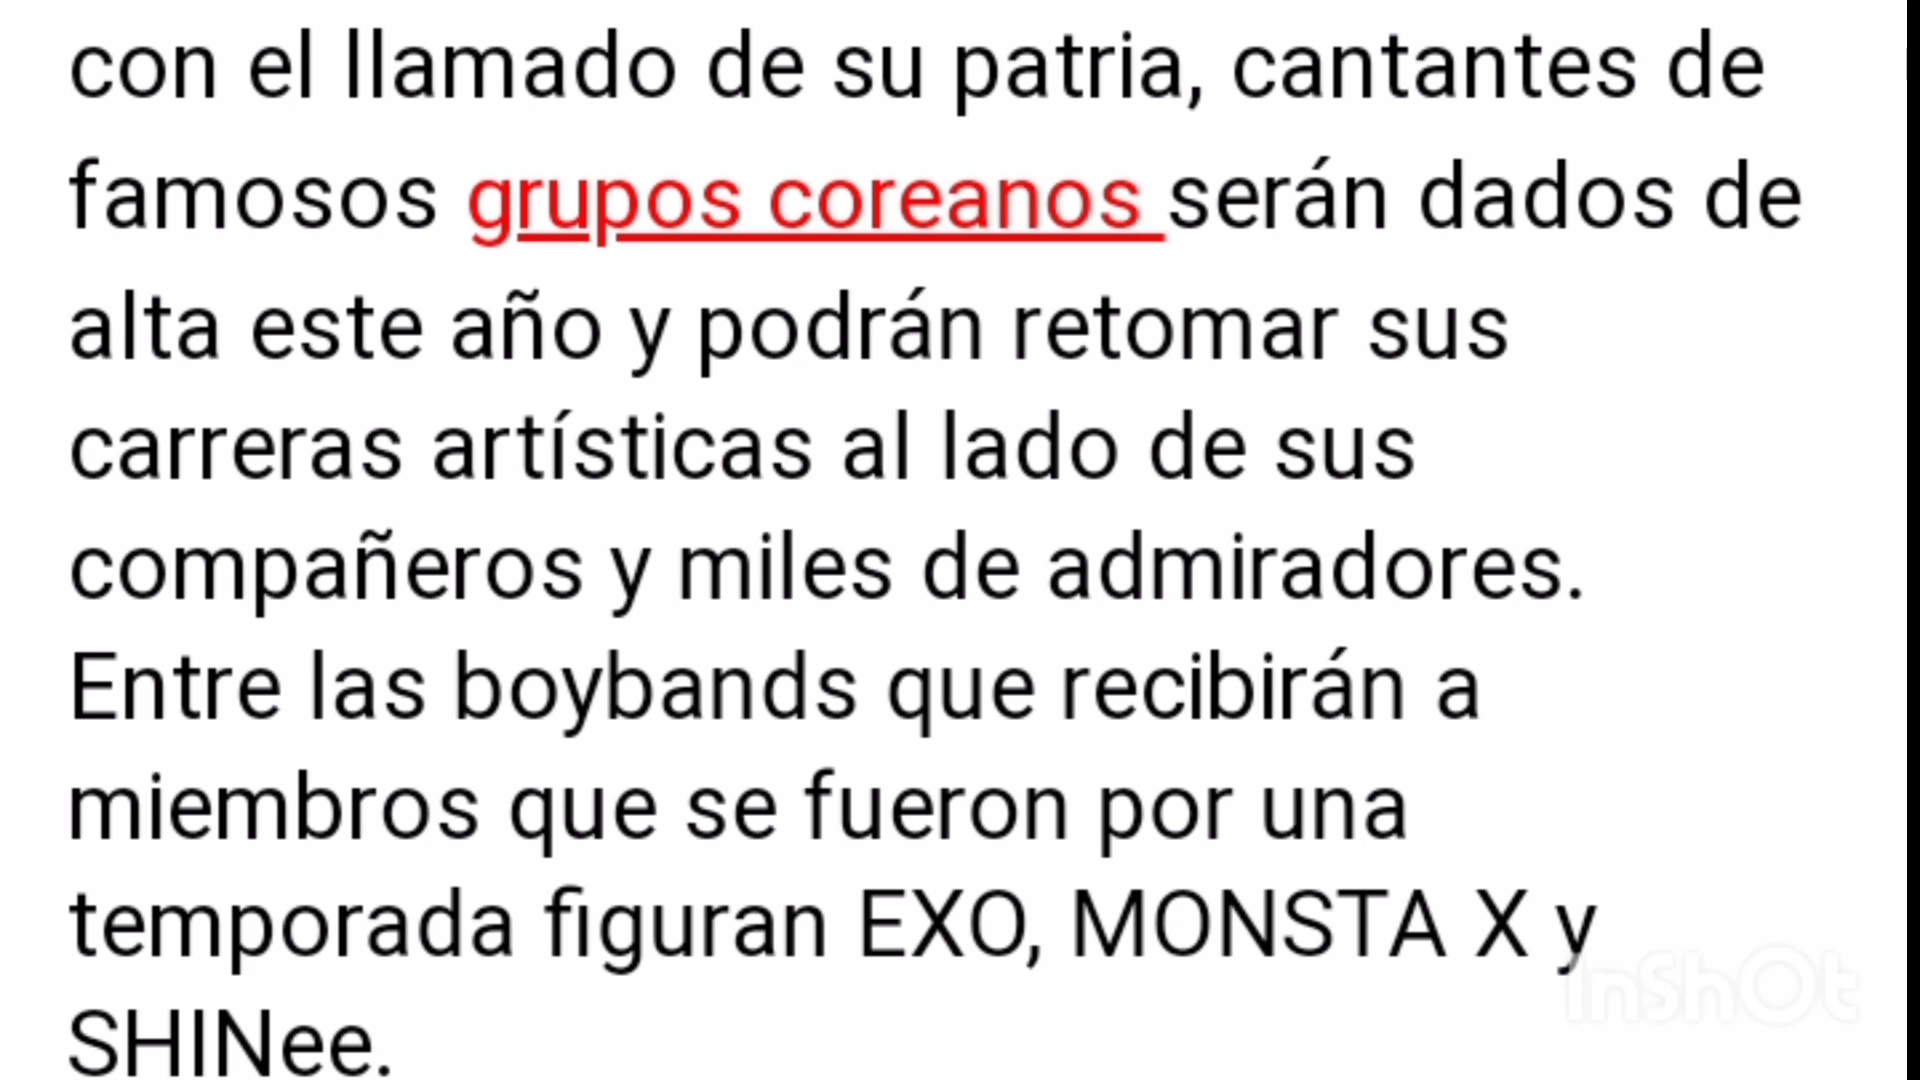 con el llamado de su patria, cantantes de
famosos grupos coreanos serán dados de
alta este año y podrán retomar sus
carreras artísticas al lado de sus
compañeros y miles de admiradores.
Entre las boybands que recibirán a
miembros que se fueron por una
temporada figuran EXO, MONSTA X y
SHINee.
InShOt